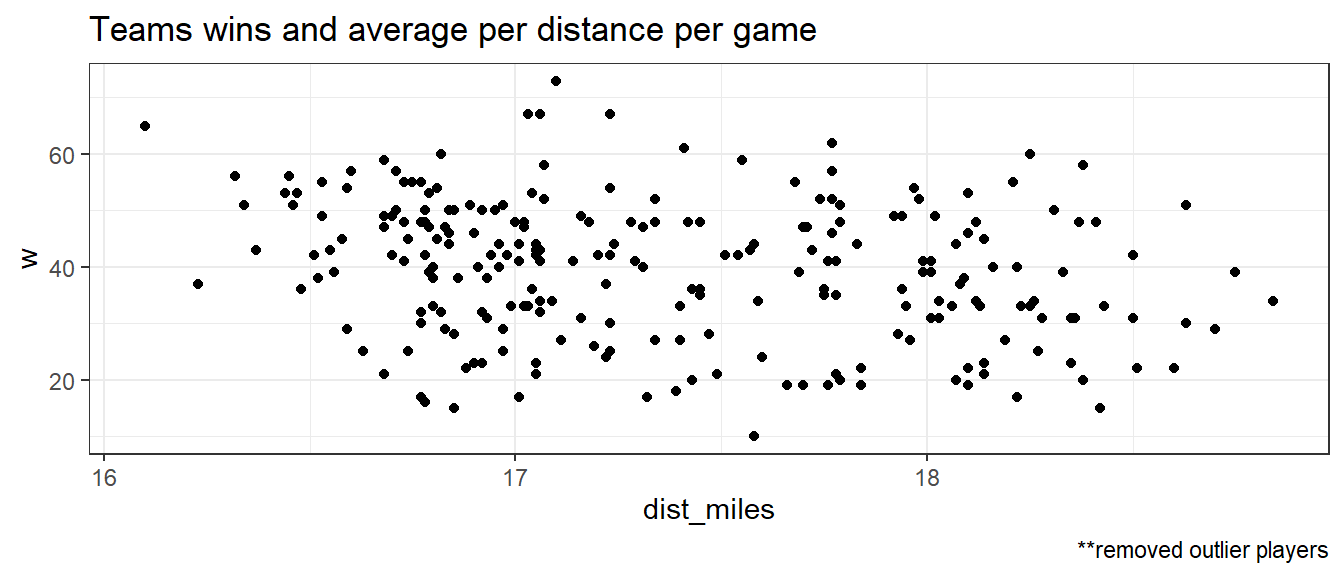 Teams wins and average per distance per game
60
40
20
w
16 17 18
dist_miles
**removed outlier players